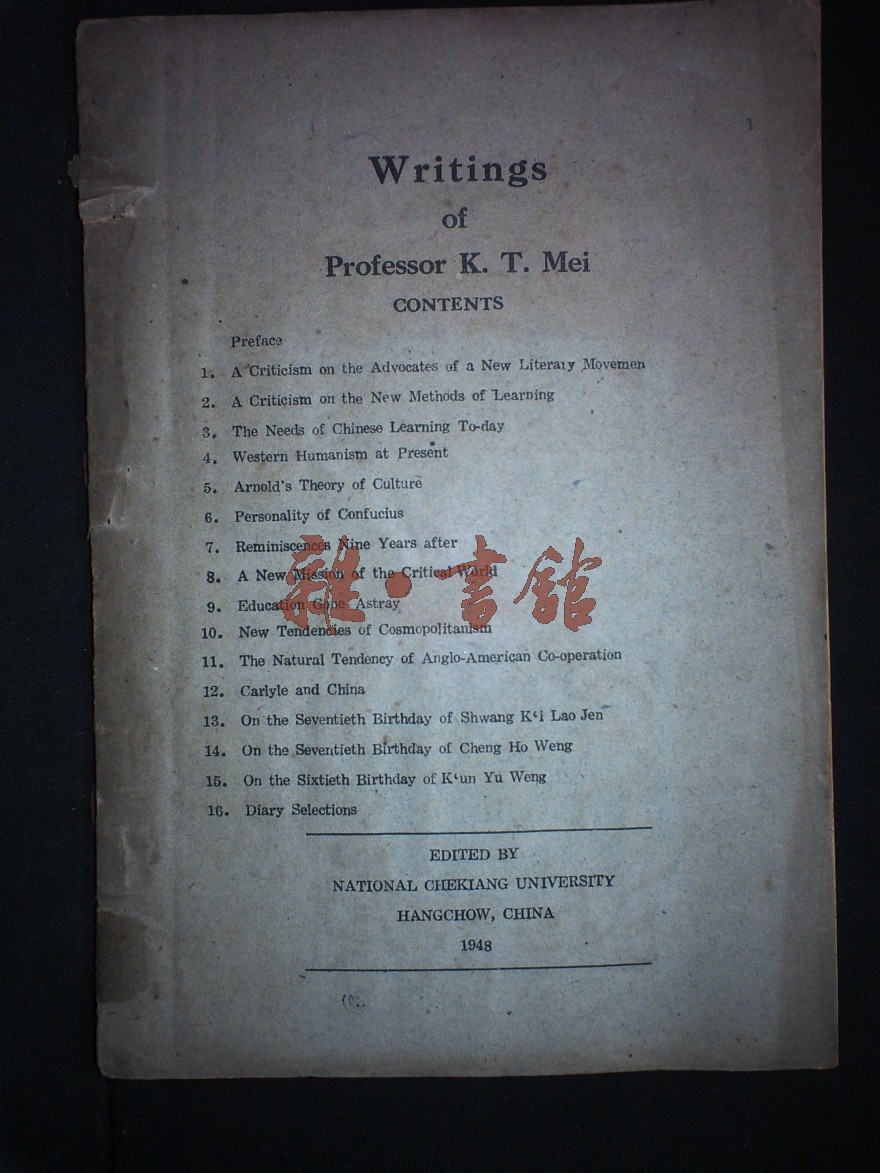 1
Writings
of
Professor K. T. Mei
CONTENTS
Preface
1. A Criticism on the Advocates of a New Literary Movemen
2. A Criticism on the New Methods of Learning
3. The Needs of Chinese Learning To-day
4. Western Humanism at Present
5. Arnold's Theory of Culture
6. Personality of Confucius
7. Reminiscences Nine Years after
8. A New Mission of the Critical World
9. Education Gone Astray
10. New Tendencies of Cosmopolitanism
11. The Natural Tendency of Anglo-American Co-operation
12. Carlyle and China
13. On the Seventieth Birthday of Shwang K‘i Lao Jen
14. On the Seventieth Birthday of Cheng Ho Weng
15. On the Sixtieth Birthday of K‘un Yu Weng
16. Diary Selections
雜·書館
EDITED BY
NATIONAL CHEKIANG UNIVERSITY
HANGCHOW, CHINA
1948